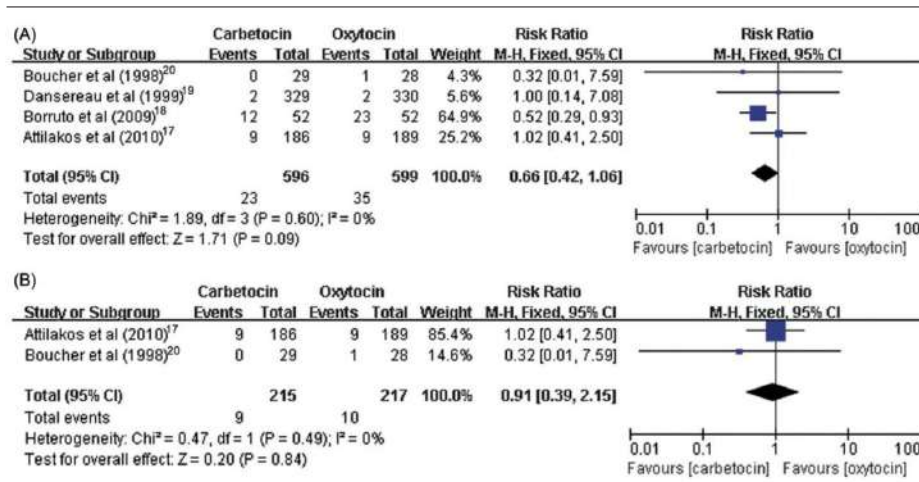 (A)
Carbetocin Oxytocin Risk Ratio Risk Ratio
Study or Subgroup Events Total Events Total Weight M-H, Fixed, 95% CI M-H, Fixed, 95% CI
Boucher et al (1998)20 0 29 1 28 4.3% 0.32 [0.01, 7.59]
Dansereau et al (1999)19 2 329 2 330 5.6% 1.00 [0.14, 7.08]
Borruto et al (2009)18 12 52 23 52 64.9% 0.52 [0.29, 0.93]
Attilakos et al (2010)17 9 186 9 189 25.2% 1.02 [0.41, 2.50]
Total (95% CI) 596 599 100.0% 0.66 [0.42, 1.06]
Total events 23 35
Heterogeneity: Chi² = 1.89, df = 3 (P = 0.60); I² = 0%
Test for overall effect: Z = 1.71 (P = 0.09)
0.01 0.1 1 10 100
Favours [carbetocin] Favours [oxytocin]
(B)
Carbetocin Oxytocin Risk Ratio Risk Ratio
Study or Subgroup Events Total Events Total Weight M-H, Fixed, 95% CI M-H, Fixed, 95% CI
Attilakos et al (2010)17 9 186 9 189 85.4% 1.02 [0.41, 2.50]
Boucher et al (1998)20 0 29 1 28 14.6% 0.32 [0.01, 7.59]
Total (95% CI) 215 217 100.0% 0.91 [0.39, 2.15]
Total events 9 10
Heterogeneity: Chi² = 0.47, df = 1 (P = 0.49); I² = 0%
Test for overall effect: Z = 0.20 (P = 0.84)
0.01 0.1 1 10 100
Favours [carbetocin] Favours [oxytocin]